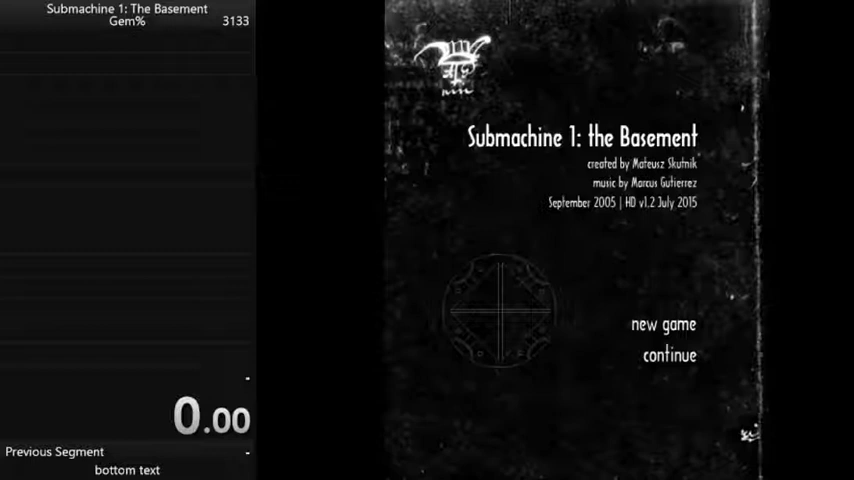 Submachine 1: The Basement
Gem% 3133
-
0.00
Previous Segment -
bottom text
Submachine 1: the Basement
created by Mateusz Skutnik
music by Marcus Gutierrez
September 2005 | HD v1.2 July 2015
new game
continue